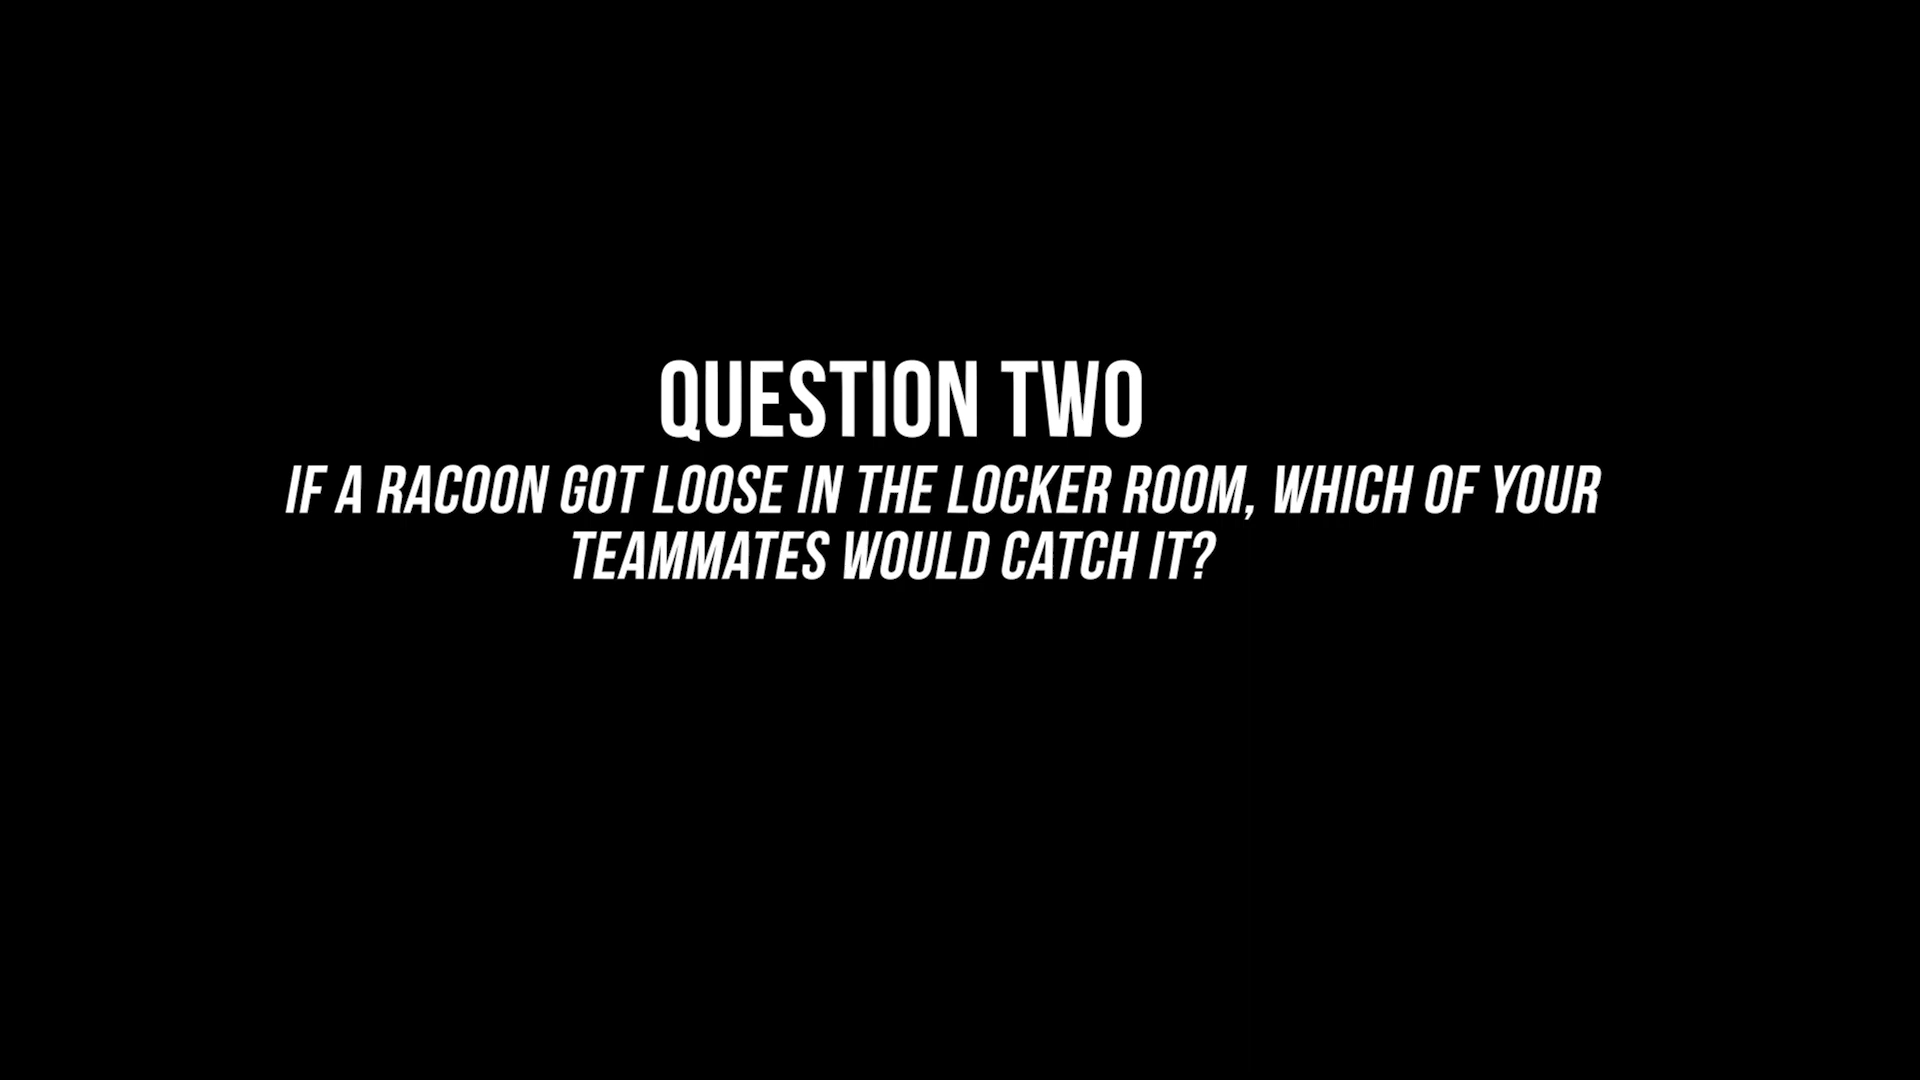 QUESTION TWO
IF A RACOON GOT LOOSE IN THE LOCKER ROOM, WHICH OF YOUR
TEAMMATES WOULD CATCH IT?